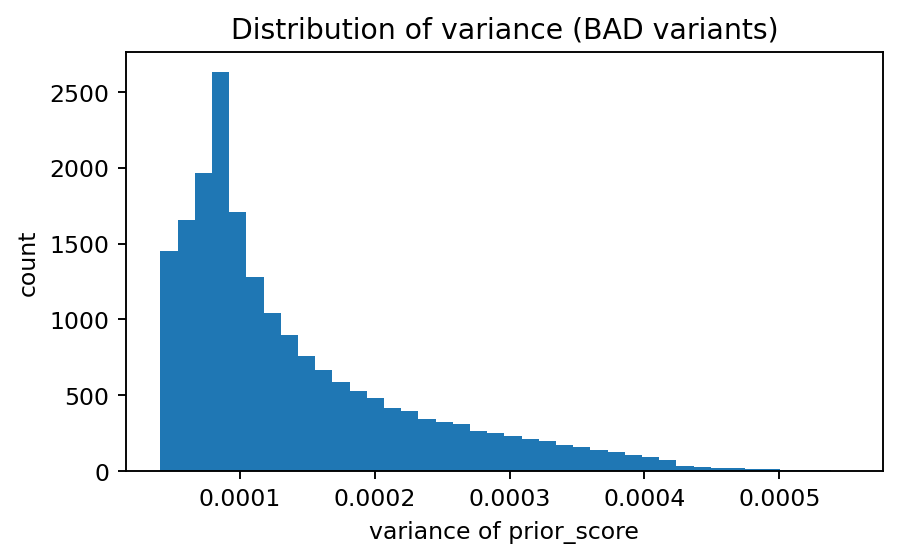 Distribution of variance (BAD variants)
count
2500
2000
1500
1000
500
0
0.0001 0.0002 0.0003 0.0004 0.0005
variance of prior_score